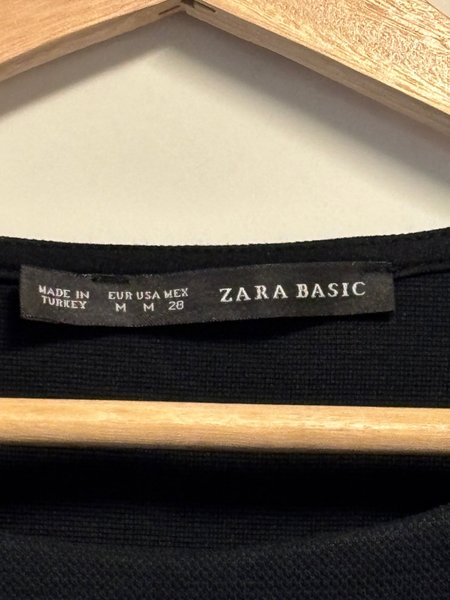 MADE IN
TURKEY
EUR USA MEX
M M 28
ZARA BASIC